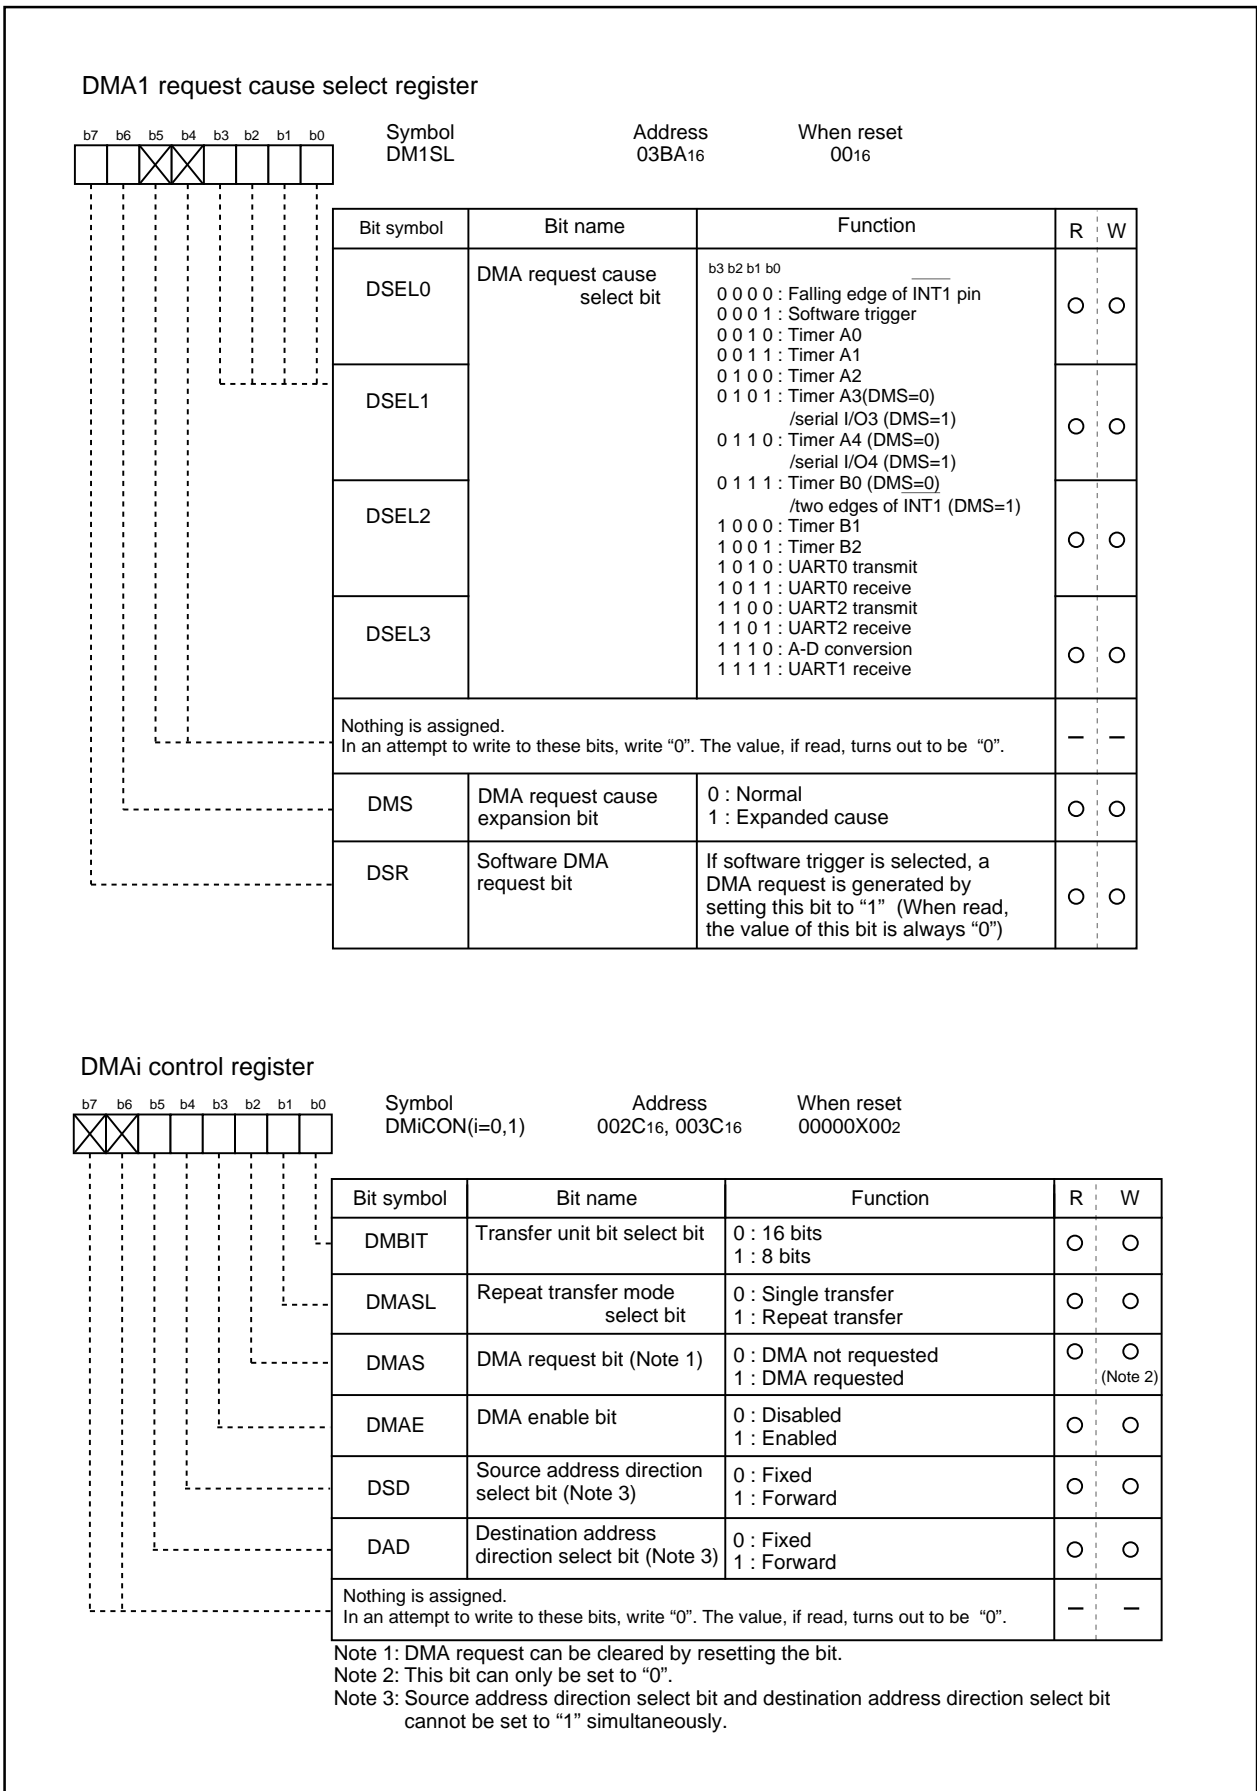 DMA1 request cause select register
b7 b6 b5 b4 b3 b2 b1 b0
Symbol Address When reset
DM1SL 03BA16 0016
Bit symbol Bit name Function R W
DSEL0
DMA request cause
select bit
b3 b2 b1 b0
0 0 0 0 : Falling edge of INT1 pin
0 0 0 1 : Software trigger
0 0 1 0 : Timer A0
0 0 1 1 : Timer A1
0 1 0 0 : Timer A2
0 1 0 1 : Timer A3(DMS=0)
/serial I/O3 (DMS=1)
0 1 1 0 : Timer A4 (DMS=0)
/serial I/O4 (DMS=1)
0 1 1 1 : Timer B0 (DMS=0)
/two edges of INT1 (DMS=1)
1 0 0 0 : Timer B1
1 0 0 1 : Timer B2
1 0 1 0 : UART0 transmit
1 0 1 1 : UART0 receive
1 1 0 0 : UART2 transmit
1 1 0 1 : UART2 receive
1 1 1 0 : A-D conversion
1 1 1 1 : UART1 receive
DSEL1
DSEL2
DSEL3
Nothing is assigned.
In an attempt to write to these bits, write “0”. The value, if read, turns out to be “0”.
DMS
DMA request cause
expansion bit
0 : Normal
1 : Expanded cause
DSR
Software DMA
request bit
If software trigger is selected, a
DMA request is generated by
setting this bit to “1” (When read,
the value of this bit is always “0”)
DMAi control register
b7 b6 b5 b4 b3 b2 b1 b0
Symbol Address When reset
DMiCON(i=0,1) 002C16, 003C16 00000X002
Bit symbol Bit name Function R W
DMBIT
Transfer unit bit select bit
0 : 16 bits
1 : 8 bits
DMASL
Repeat transfer mode
select bit
0 : Single transfer
1 : Repeat transfer
DMAS
DMA request bit (Note 1)
0 : DMA not requested
1 : DMA requested
(Note 2)
DMAE
DMA enable bit
0 : Disabled
1 : Enabled
DSD
Source address direction
select bit (Note 3)
0 : Fixed
1 : Forward
DAD
Destination address
direction select bit (Note 3)
0 : Fixed
1 : Forward
Nothing is assigned.
In an attempt to write to these bits, write “0”. The value, if read, turns out to be “0”.
Note 1: DMA request can be cleared by resetting the bit.
Note 2: This bit can only be set to “0”.
Note 3: Source address direction select bit and destination address direction select bit
cannot be set to “1” simultaneously.